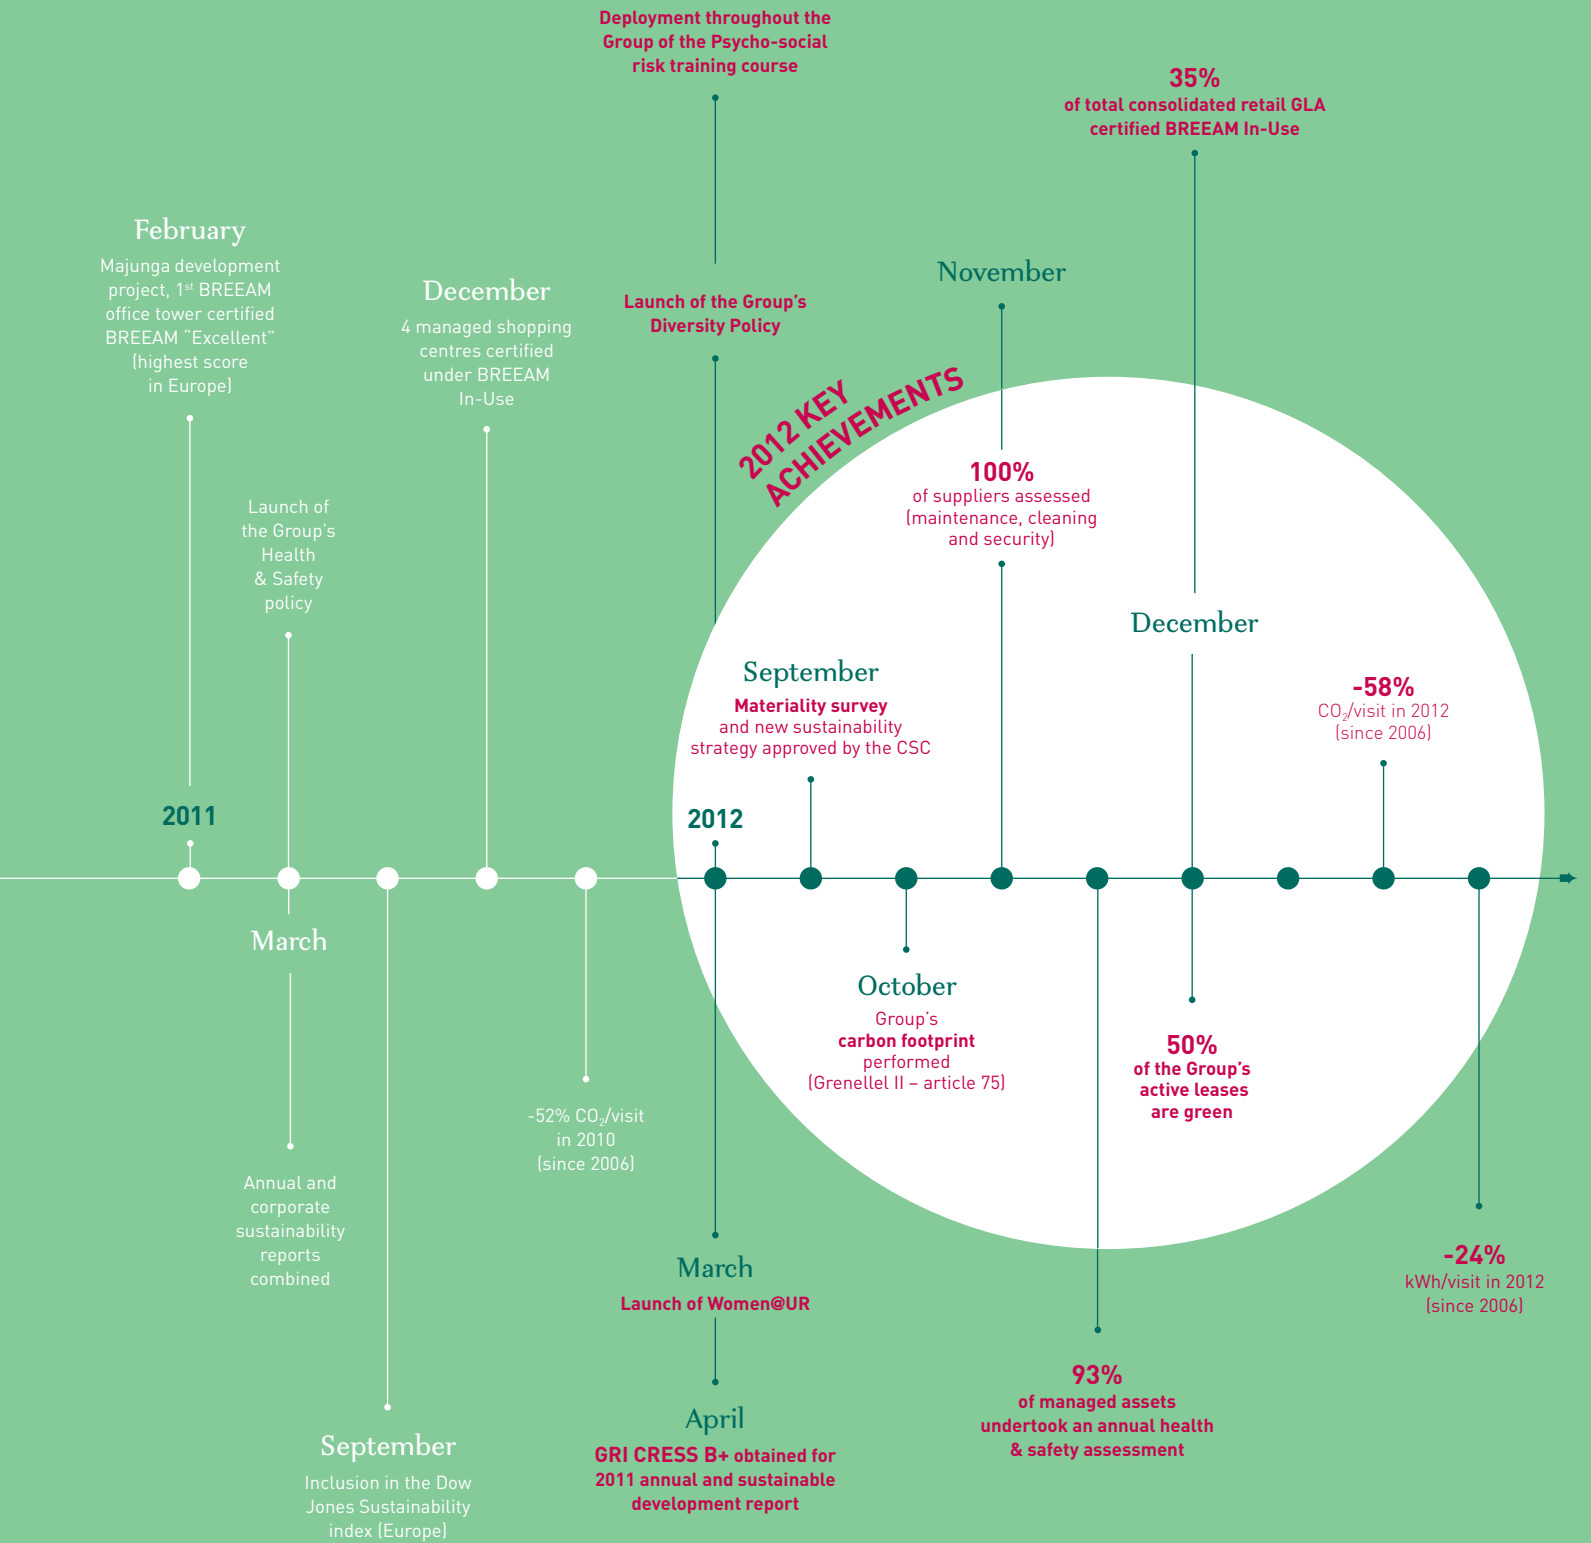 Deployment throughout the
Group of the Psycho-social
risk training course
35%
of total consolidated retail GLA
certified BREEAM In-Use
February
Majunga development
project, 1st BREEAM
office tower certified
BREEAM “Excellent”
(highest score
in Europe)
December
4 managed shopping
centres certified
under BREEAM
In-Use
Launch of the Group’s
Diversity Policy
November
2012 KEY
ACHIEVEMENTS
100%
of suppliers assessed
(maintenance, cleaning
and security)
Launch of
the Group’s
Health
& Safety
policy
December
September
Materiality survey
and new sustainability
strategy approved by the CSC
-58%
CO2/visit in 2012
(since 2006)
2011
2012
March
Annual and
corporate
sustainability
reports
combined
October
Group’s
carbon footprint
performed
(Grenellel II – article 75)
50%
of the Group’s
active leases
are green
-52% CO2/visit
in 2010
(since 2006)
March
Launch of Women@UR
-24%
kWh/visit in 2012
(since 2006)
93%
of managed assets
undertook an annual health
& safety assessment
April
GRI CRESS B+ obtained for
2011 annual and sustainable
development report
September
Inclusion in the Dow
Jones Sustainability
index (Europe)